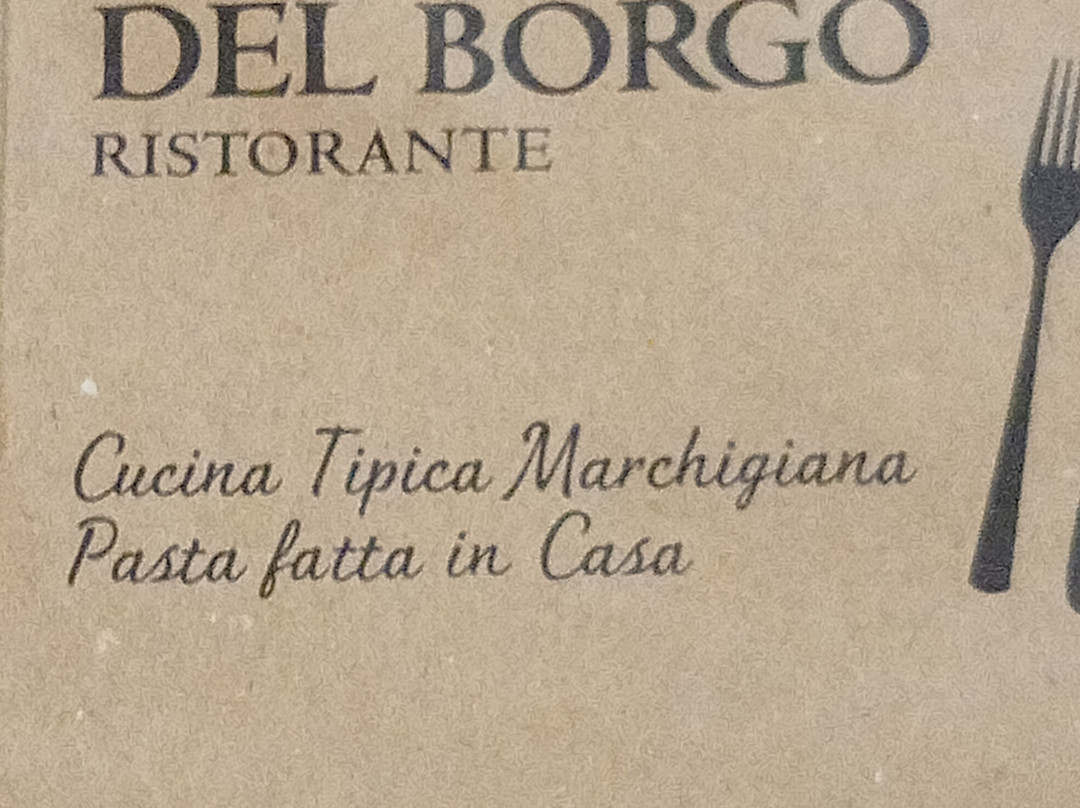 DEL BORGO
RISTORANTE
Cucina Tipica Marchigiana
Pasta fatta in Casa